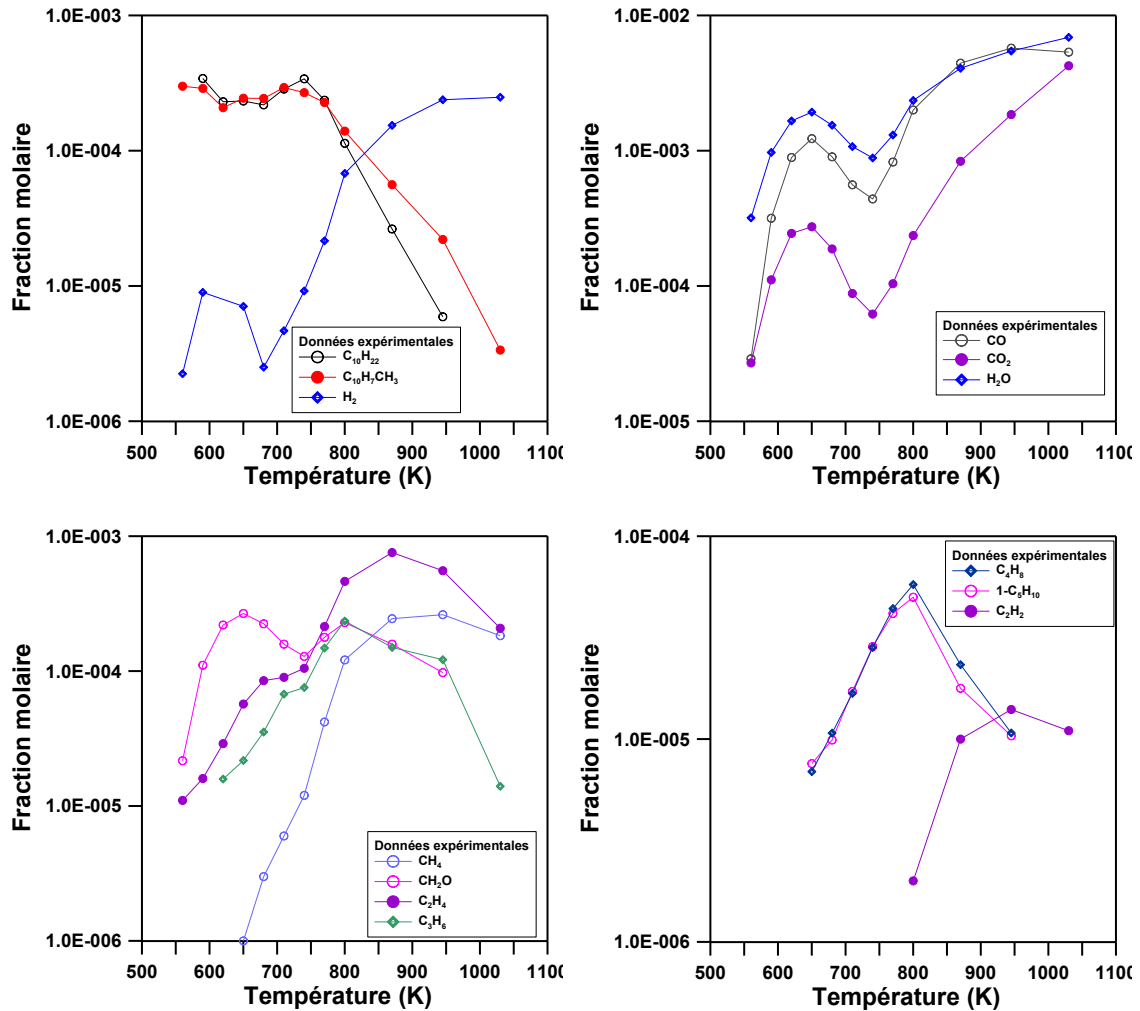 1.0E-003
1.0E-004
1.0E-005
1.0E-006
Fraction molaire
Données expérimentales
C₁₀H₂₂
C₁₀H₇CH₃
H₂
500 600 700 800 900 1000 1100
Température (K)
1.0E-002
1.0E-003
1.0E-004
1.0E-005
Fraction molaire
Données expérimentales
CO
CO₂
H₂O
500 600 700 800 900 1000 1100
Température (K)
1.0E-003
1.0E-004
1.0E-005
1.0E-006
Fraction molaire
Données expérimentales
CH₄
CH₂O
C₂H₄
C₃H₆
500 600 700 800 900 1000 1100
Température (K)
1.0E-004
1.0E-005
1.0E-006
Fraction molaire
Données expérimentales
C₄H₈
1-C₅H₁₀
C₂H₂
500 600 700 800 900 1000 1100
Température (K)